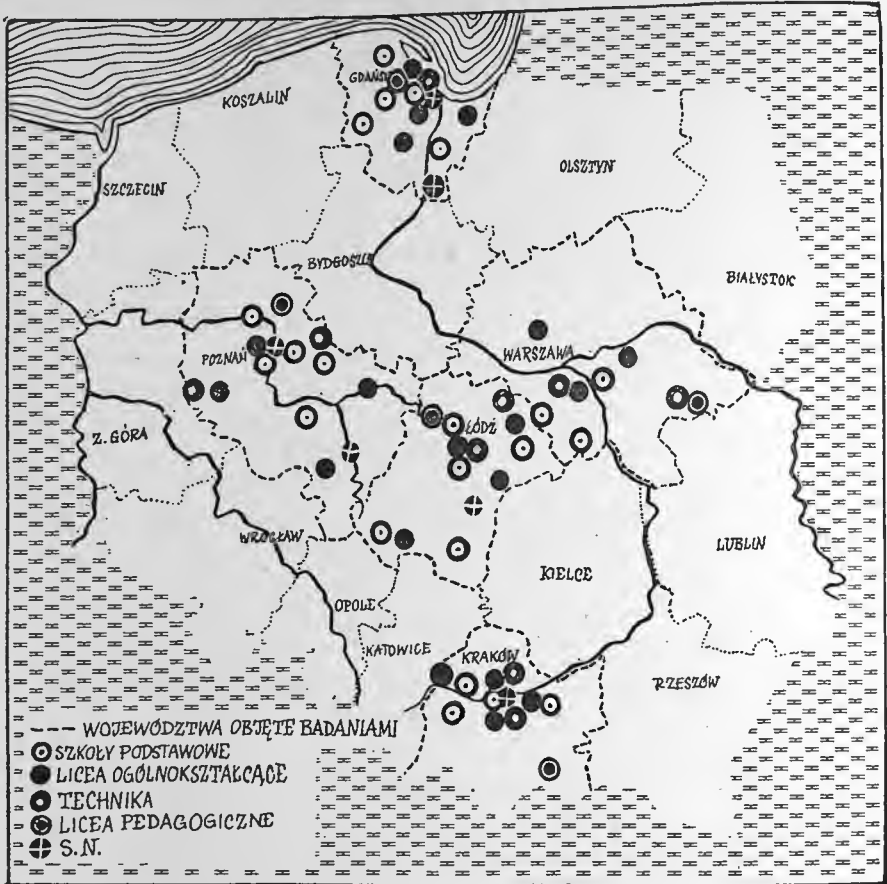 GDAŃSK
KOSZALIN
OLSZTYN
SZCZECIN
BYDGOSZCZ
BIAŁYSTOK
POZNAŃ
WARSZAWA
Z. GÓRA
ŁÓDŹ
WROCŁAW
LUBLIN
KIELCE
OPOLE
KATOWICE
KRAKÓW
RZESZÓW
WOJEWÓDZTWA OBJĘTE BADANIAMI
SZKOŁY PODSTAWOWE
LICEA OGÓLNOKSZTAŁCĄCE
TECHNIKA
LICEA PEDAGOGICZNE
S.N.